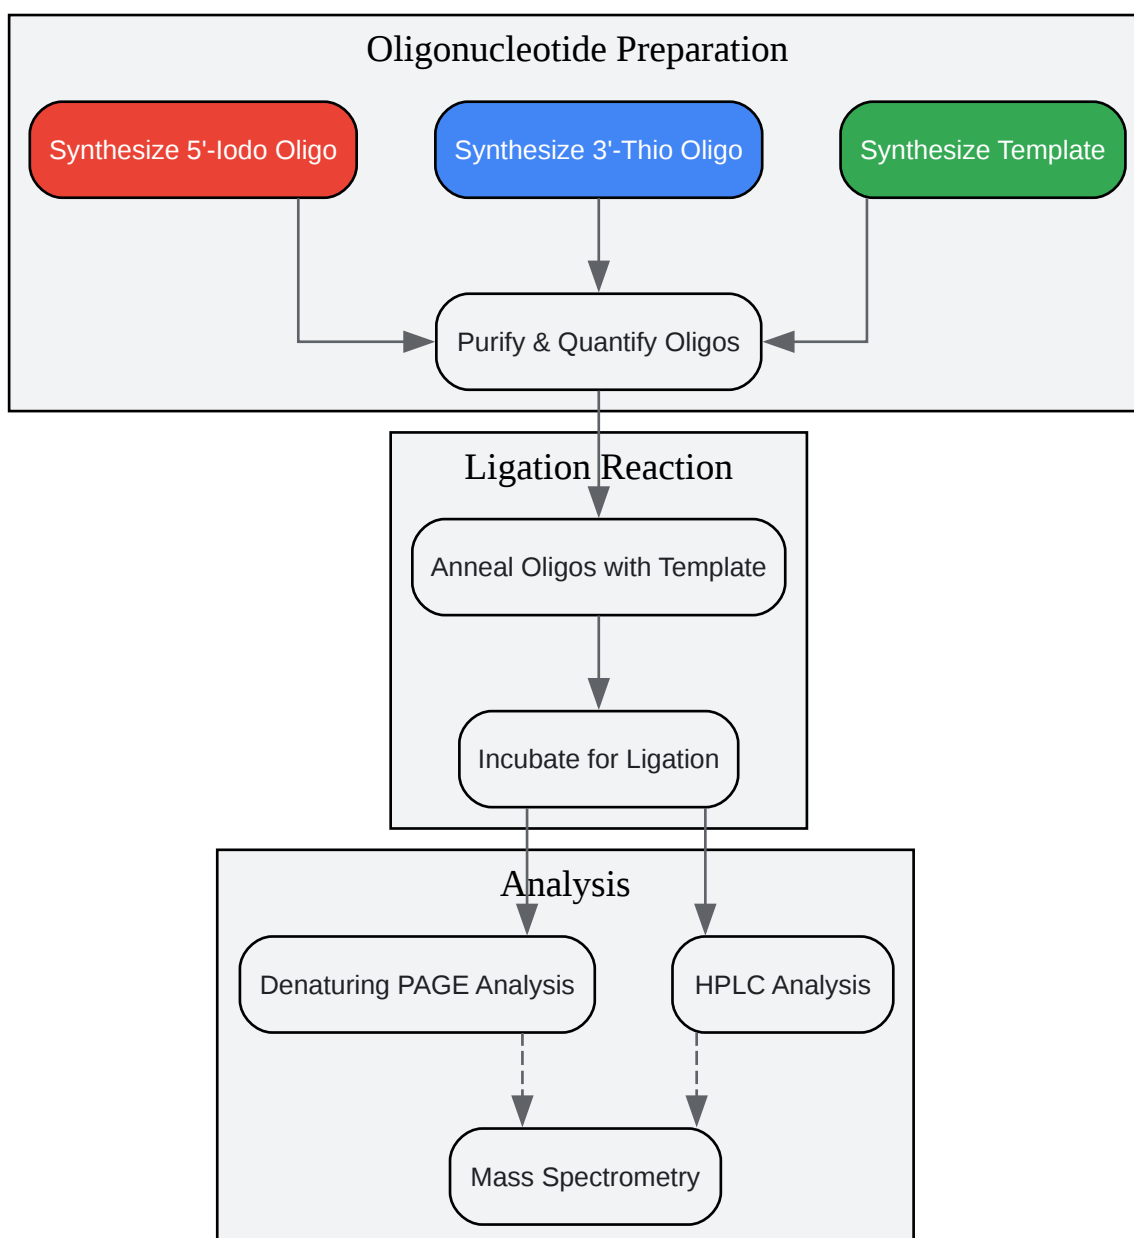 Oligonucleotide Preparation
Synthesize 5'-Iodo Oligo
Synthesize 3'-Thio Oligo
Synthesize Template
Purify & Quantify Oligos
Ligation Reaction
Anneal Oligos with Template
Incubate for Ligation
Analysis
Denaturing PAGE Analysis
HPLC Analysis
Mass Spectrometry